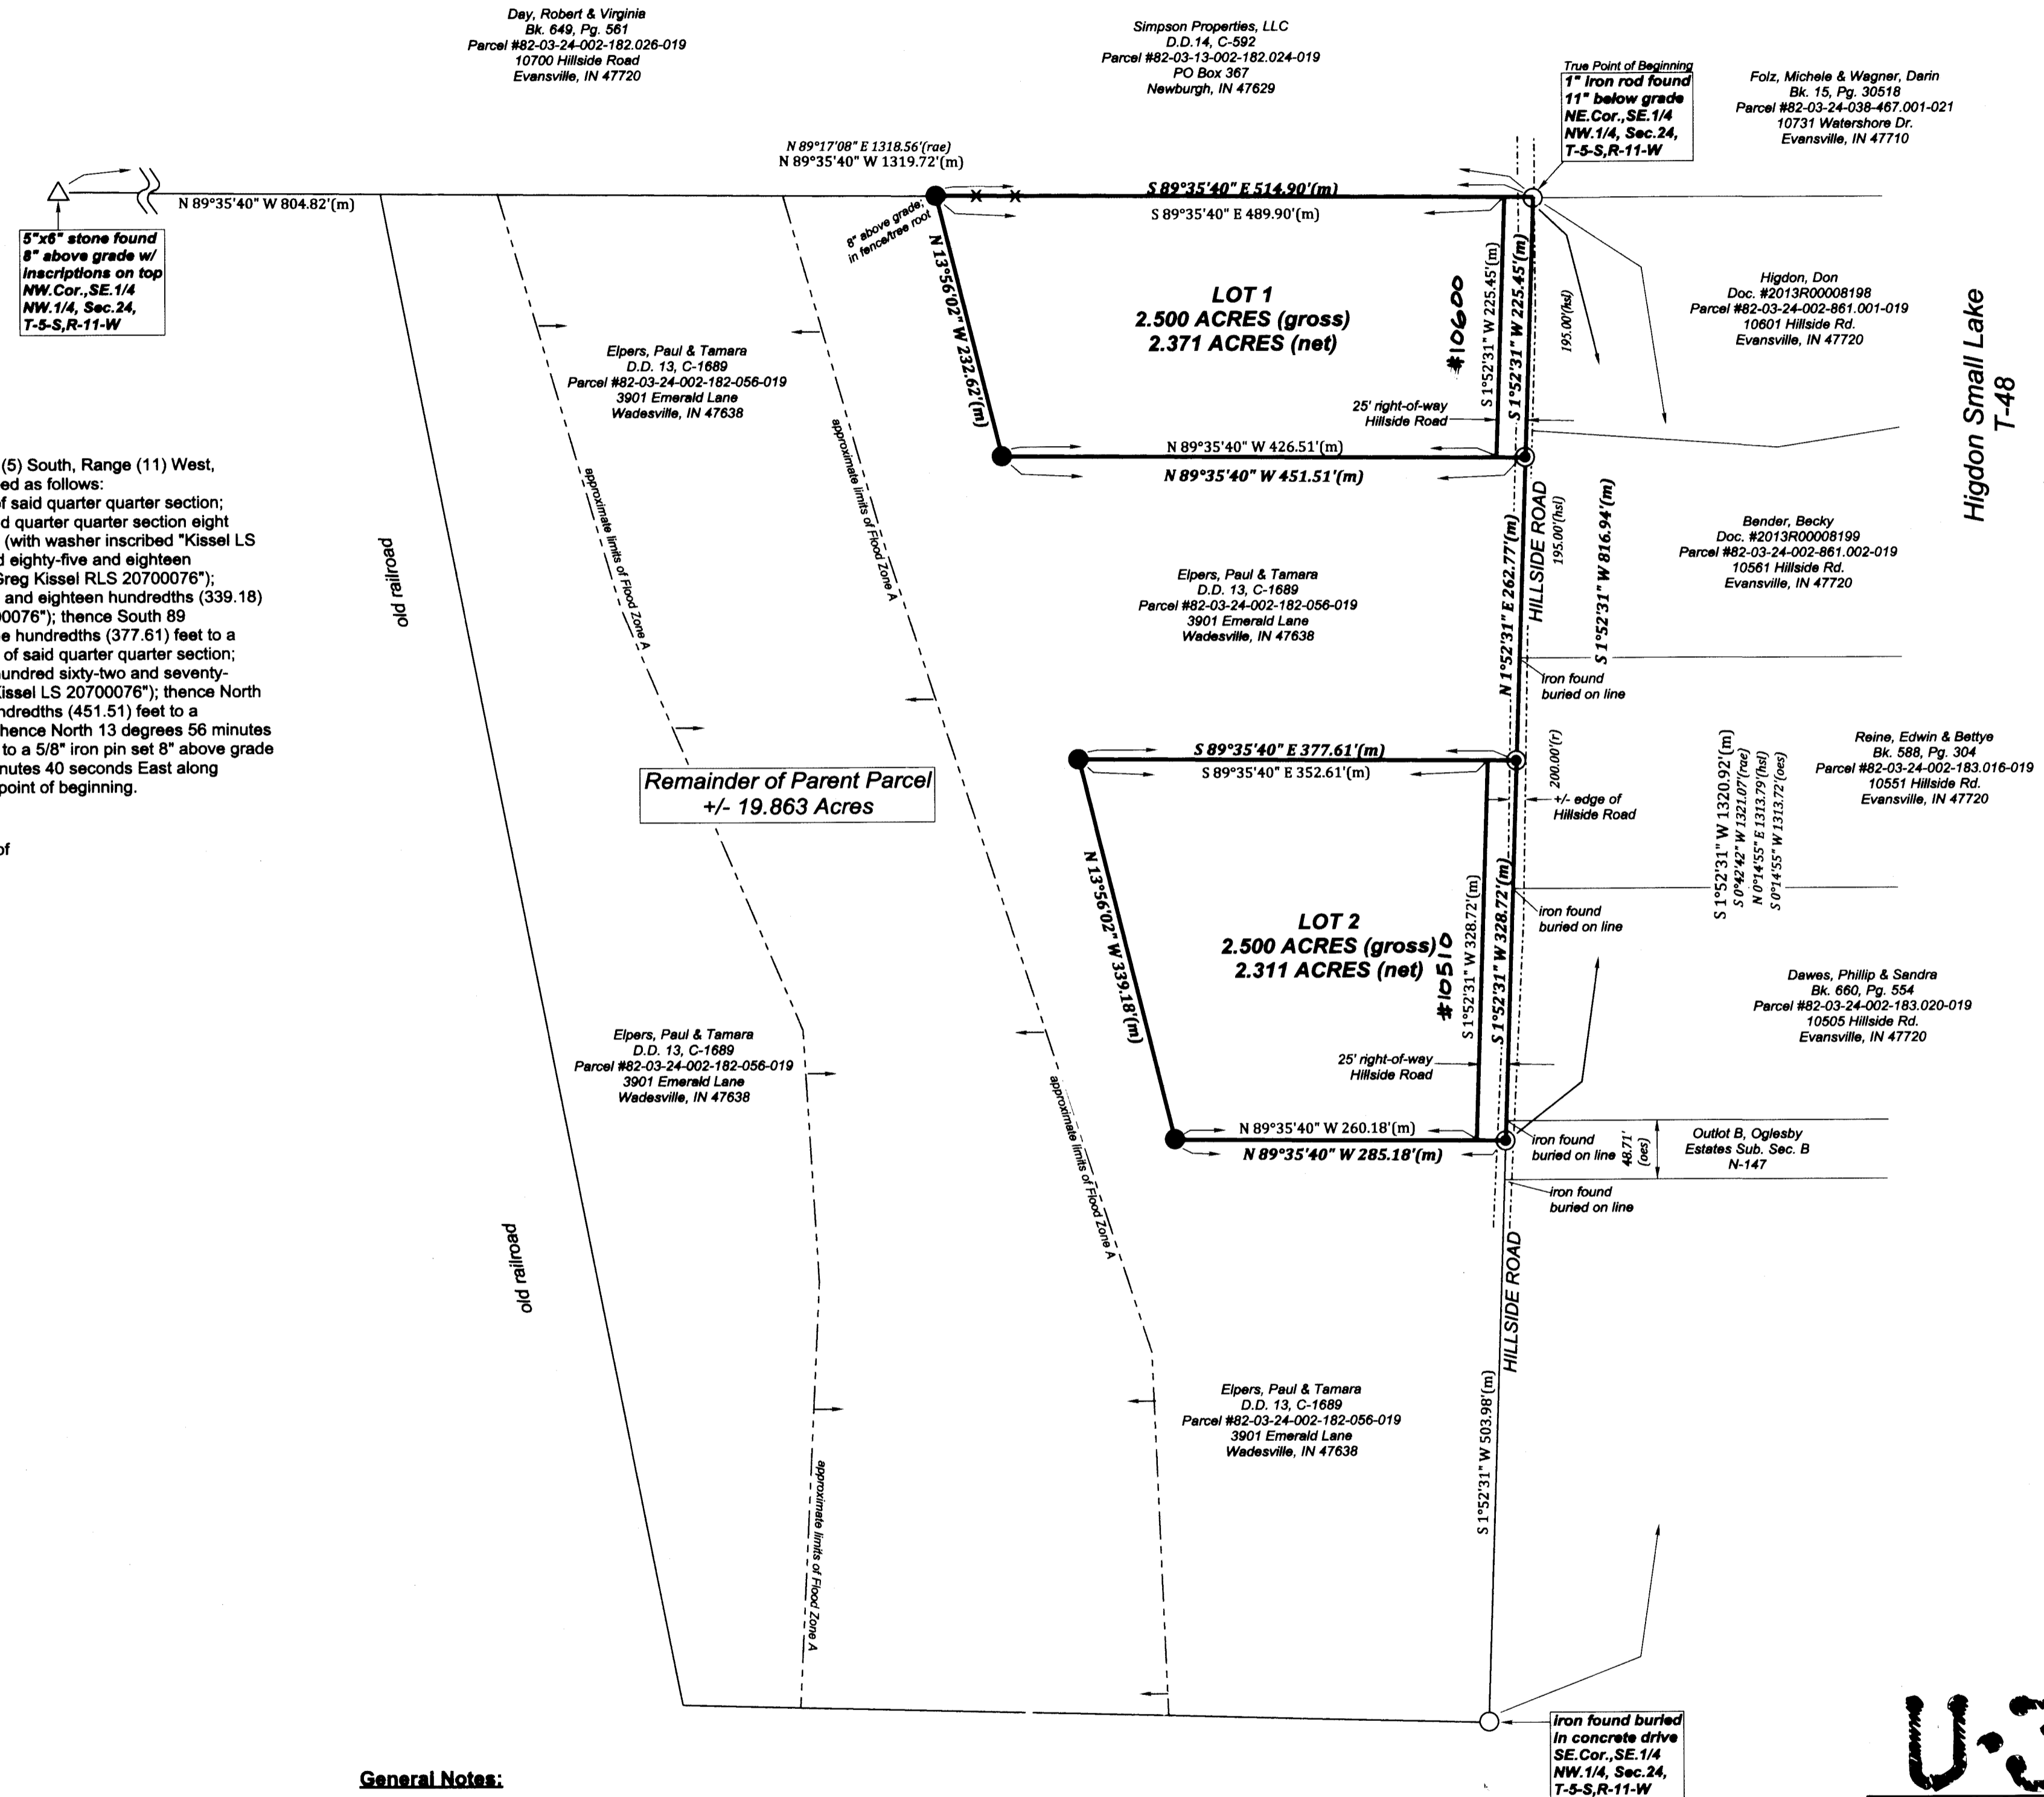 Day, Robert & Virginia
Bk. 649, Pg. 561
Parcel #82-03-24-002-182.026-019
10700 Hillside Road
Evansville, IN 47720
Simpson Properties, LLC
D.D.14, C-592
Parcel #82-03-13-002-182.024-019
PO Box 367
Newburgh, IN 47629
True Point of Beginning
1" iron rod found
11" below grade
NE.Cor.,SE.1/4
NW.1/4, Sec.24,
T-5-S,R-11-W
Folz, Michele & Wagner, Darin
Bk. 15, Pg. 30518
Parcel #82-03-24-038-467.001-021
10731 Watershore Dr.
Evansville, IN 47710
N 89°17'08" E 1318.56'(rae)
N 89°35'40" W 1319.72'(m)
N 89°35'40" W 804.82'(m)
5"x6" stone found
8" above grade w/
inscriptions on top
NW.Cor.,SE.1/4
NW.1/4, Sec.24,
T-5-S,R-11-W
8" above grade;
in fence/tree root
S 89°35'40" E 514.90'(m)
S 89°35'40" E 489.90'(m)
N 13°56'02" W 232.62'(m)
LOT 1
2.500 ACRES (gross)
2.371 ACRES (net)
#10600
S 1°52'31" W 225.45'(m)
S 1°52'31" W 225.45'(m)
195.00'(hsl)
25' right-of-way
Hillside Road
N 89°35'40" W 426.51'(m)
N 89°35'40" W 451.51'(m)
Higdon, Don
Doc. #2013R00008198
Parcel #82-03-24-002-861.001-019
10601 Hillside Rd.
Evansville, IN 47720
Higdon Small Lake
T-48
Elpers, Paul & Tamara
D.D. 13, C-1689
Parcel #82-03-24-002-182-056-019
3901 Emerald Lane
Wadesville, IN 47638
approximate limits of Flood Zone A
approximate limits of Flood Zone A
(5) South, Range (11) West,
ed as follows:
f said quarter quarter section;
d quarter quarter section eight
(with washer inscribed "Kissel LS
d eighty-five and eighteen
Greg Kissel RLS 20700076");
and eighteen hundredths (339.18)
00076"); thence South 89
e hundredths (377.61) feet to a
of said quarter quarter section;
undred sixty-two and seventy-
Kissel LS 20700076"); thence North
ndredths (451.51) feet to a
hence North 13 degrees 56 minutes
to a 5/8" iron pin set 8" above grade
nutes 40 seconds East along
point of beginning.
of
old railroad
Elpers, Paul & Tamara
D.D. 13, C-1689
Parcel #82-03-24-002-182-056-019
3901 Emerald Lane
Wadesville, IN 47638
N 1°52'31" E 262.77'(m)
HILLSIDE ROAD
195.00'(hsl)
S 1°52'31" W 816.94'(m)
iron found
buried on line
Bender, Becky
Doc. #2013R00008199
Parcel #82-03-24-002-861.002-019
10561 Hillside Rd.
Evansville, IN 47720
Remainder of Parent Parcel
+/- 19.863 Acres
S 89°35'40" E 377.61'(m)
S 89°35'40" E 352.61'(m)
200.00'(r)
+/- edge of
Hillside Road
S 1°52'31" W 1320.92'(m)
S 0°42'42" W 1321.07'(rae)
N 0°14'55" E 1313.79'(hsl)
S 0°14'55" W 1313.72'(oes)
Reine, Edwin & Bettye
Bk. 588, Pg. 304
Parcel #82-03-24-002-183.016-019
10551 Hillside Rd.
Evansville, IN 47720
N 13°56'02" W 339.18'(m)
LOT 2
2.500 ACRES (gross)
2.311 ACRES (net)
#10510
S 1°52'31" W 328.72'(m)
S 1°52'31" W 328.72'(m)
iron found
buried on line
25' right-of-way
Hillside Road
Dawes, Phillip & Sandra
Bk. 660, Pg. 554
Parcel #82-03-24-002-183.020-019
10505 Hillside Rd.
Evansville, IN 47720
Elpers, Paul & Tamara
D.D. 13, C-1689
Parcel #82-03-24-002-182-056-019
3901 Emerald Lane
Wadesville, IN 47638
approximate limits of Flood Zone A
N 89°35'40" W 260.18'(m)
N 89°35'40" W 285.18'(m)
iron found
buried on line
48.71'
(oes)
Outlot B, Oglesby
Estates Sub. Sec. B
N-147
iron found
buried on line
old railroad
HILLSIDE ROAD
S 1°52'31" W 503.98'(m)
Elpers, Paul & Tamara
D.D. 13, C-1689
Parcel #82-03-24-002-182-056-019
3901 Emerald Lane
Wadesville, IN 47638
approximate limits of Flood Zone A
iron found buried
in concrete drive
SE.Cor.,SE.1/4
NW.1/4, Sec.24,
T-5-S,R-11-W
General Notes: